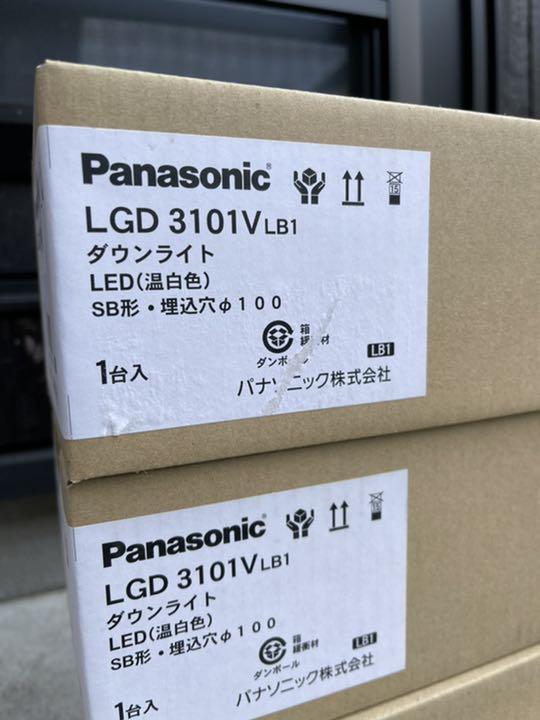 Panasonic®
15
LGD 3101V LB1
ダウンライト
LED(温白色)
SB形・埋込穴φ100
箱
緩衝材
ダンボール
LB1
1台入
パナソニック株式会社
Panasonic
15
LGD 3101V LB1
ダウンライト
LED(温白色)
SB形・埋込穴φ100
箱
緩衝材
ダンボール
LB1
1台入
パナソニック株式会社